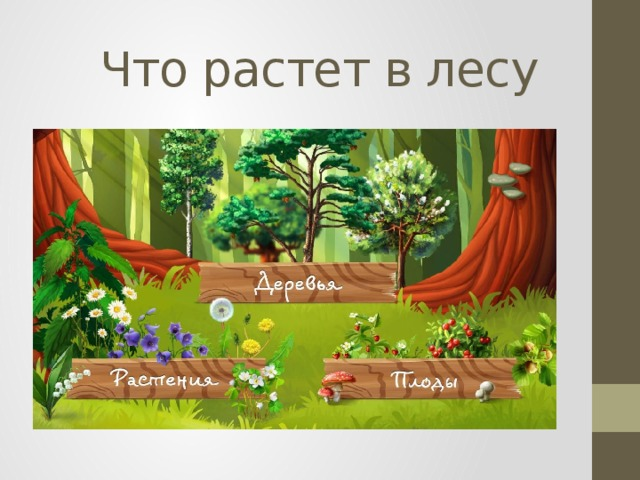 Что растет в лесу
Деревья
Растения
Плоды